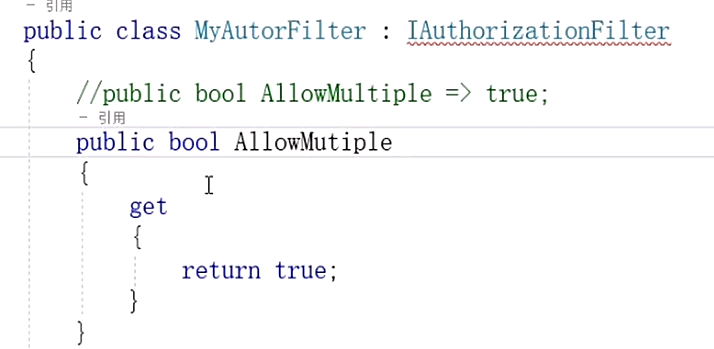 − 引用
public class MyAutorFilter : IAuthorizationFilter
{
//public bool AllowMultiple => true;
− 引用
public bool AllowMutiple
{
get
{
return true;
}
}